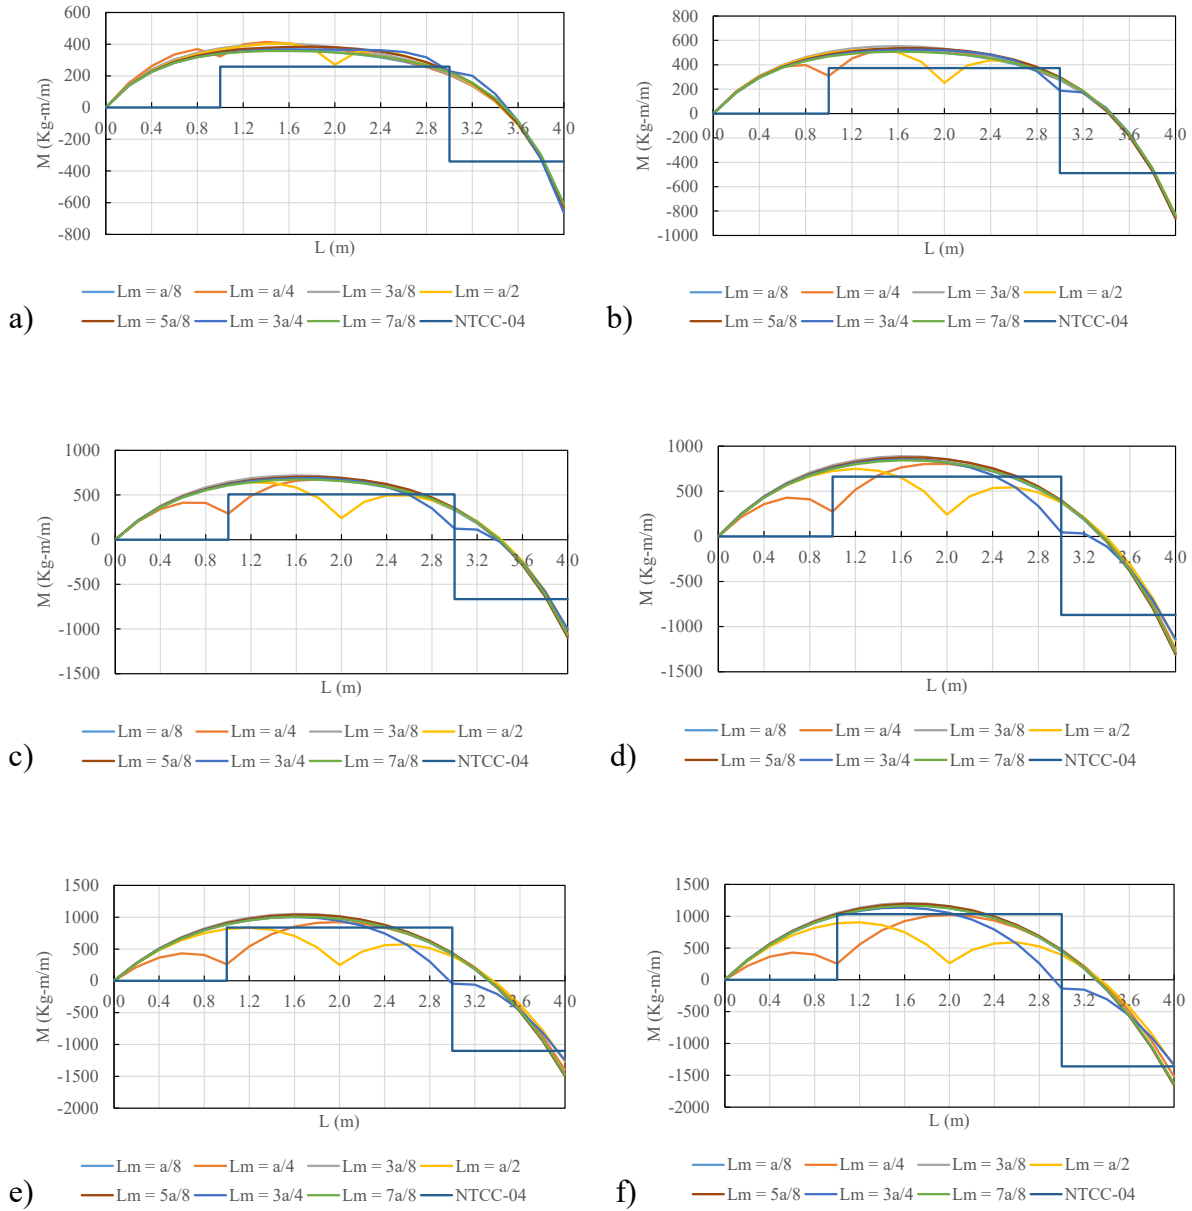 M (Kg-m/m)
600
400
200
0
-200
-400
-600
-800
0.0 0.4 0.8 1.2 1.6 2.0 2.4 2.8 3.2 3.6 4.0
L (m)
Lm = a/8 Lm = a/4 Lm = 3a/8 Lm = a/2
Lm = 5a/8 Lm = 3a/4 Lm = 7a/8 NTCC-04
a)
M (Kg-m/m)
800
600
400
200
0
-200
-400
-600
-800
-1000
0.0 0.4 0.8 1.2 1.6 2.0 2.4 2.8 3.2 3.6 4.0
L (m)
Lm = a/8 Lm = a/4 Lm = 3a/8 Lm = a/2
Lm = 5a/8 Lm = 3a/4 Lm = 7a/8 NTCC-04
b)
M (Kg-m/m)
1000
500
0
-500
-1000
-1500
0.0 0.4 0.8 1.2 1.6 2.0 2.4 2.8 3.2 3.6 4.0
L (m)
Lm = a/8 Lm = a/4 Lm = 3a/8 Lm = a/2
Lm = 5a/8 Lm = 3a/4 Lm = 7a/8 NTCC-04
c)
M (Kg-m/m)
1000
500
0
-500
-1000
-1500
0.0 0.4 0.8 1.2 1.6 2.0 2.4 2.8 3.2 3.6 4.0
L (m)
Lm = a/8 Lm = a/4 Lm = 3a/8 Lm = a/2
Lm = 5a/8 Lm = 3a/4 Lm = 7a/8 NTCC-04
d)
M (Kg-m/m)
1500
1000
500
0
-500
-1000
-1500
-2000
0.0 0.4 0.8 1.2 1.6 2.0 2.4 2.8 3.2 3.6 4.0
L (m)
Lm = a/8 Lm = a/4 Lm = 3a/8 Lm = a/2
Lm = 5a/8 Lm = 3a/4 Lm = 7a/8 NTCC-04
e)
M (Kg-m/m)
1500
1000
500
0
-500
-1000
-1500
-2000
0.0 0.4 0.8 1.2 1.6 2.0 2.4 2.8 3.2 3.6 4.0
L (m)
Lm = a/8 Lm = a/4 Lm = 3a/8 Lm = a/2
Lm = 5a/8 Lm = 3a/4 Lm = 7a/8 NTCC-04
f)